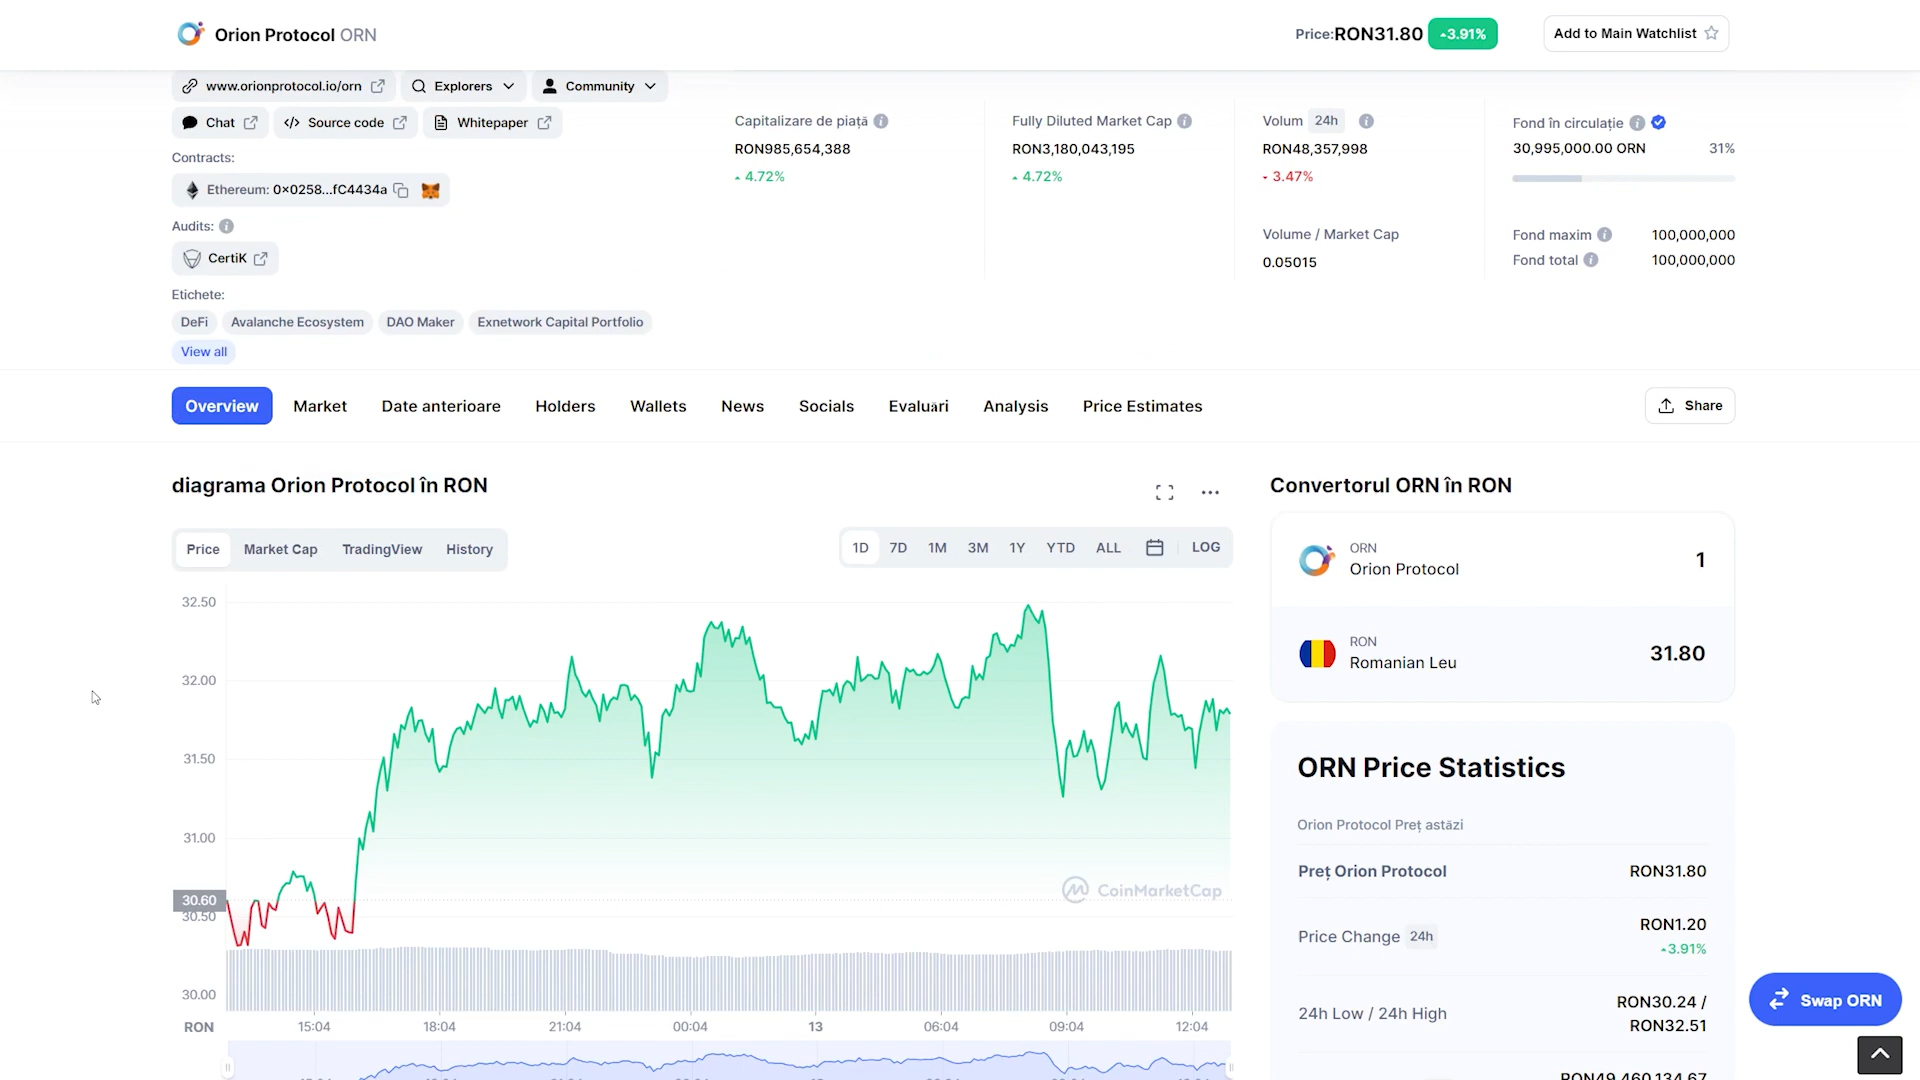 Orion Protocol ORN
Price:RON31.80 3.91%
Add to Main Watchlist
www.orionprotocol.io/orn
Explorers
Community
Chat
Source code
Whitepaper
Contracts:
Ethereum: 0x0258...fC4434a
Audits:
CertiK
Etichete:
DeFi
Avalanche Ecosystem
DAO Maker
Exnetwork Capital Portfolio
View all
Capitalizare de piață
RON985,654,388
4.72%
Fully Diluted Market Cap
RON3,180,043,195
4.72%
Volum 24h
RON48,357,998
3.47%
Volume / Market Cap
0.05015
Fond în circulație
30,995,000.00 ORN 31%
Fond maxim 100,000,000
Fond total 100,000,000
Overview
Market
Date anterioare
Holders
Wallets
News
Socials
Evaluări
Analysis
Price Estimates
Share
diagrama Orion Protocol în RON
Price
Market Cap
TradingView
History
1D
7D
1M
3M
1Y
YTD
ALL
LOG
32.50
32.00
31.50
31.00
30.60
30.50
30.00
CoinMarketCap
RON
15:04
18:04
21:04
00:04
13
06:04
09:04
12:04
Convertorul ORN în RON
ORN
Orion Protocol
1
RON
Romanian Leu
31.80
ORN Price Statistics
Orion Protocol Preț astăzi
Preț Orion Protocol RON31.80
Price Change 24h
RON1.20
3.91%
24h Low / 24h High
RON30.24 /
RON32.51
Swap ORN